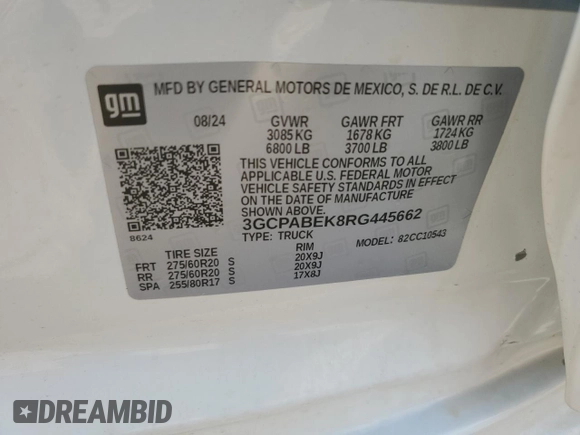 gm
MFD BY GENERAL MOTORS DE MEXICO, S. DE R.L. DE C.V.
08/24 GVWR GAWR FRT GAWR RR
3085 KG 1678 KG 1724 KG
6800 LB 3700 LB 3800 LB
THIS VEHICLE CONFORMS TO ALL
APPLICABLE U.S. FEDERAL MOTOR
VEHICLE SAFETY STANDARDS IN EFFECT
ON THE DATE OF MANUFACTURE SHOWN ABOVE.
3GCPABEK8RG445662
8624
TYPE: TRUCK MODEL: 82CC10543
TIRE SIZE RIM
FRT 275/60R20 S 20X9J
RR 275/60R20 S 20X9J
SPA 255/80R17 S 17X8J
DREAMBID